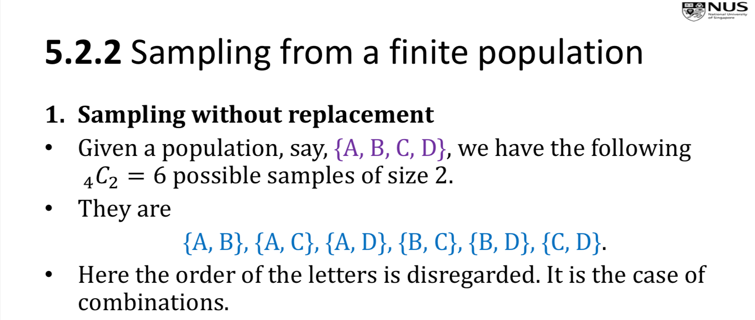 NUS
National University
of Singapore
5.2.2 Sampling from a finite population
1. Sampling without replacement
• Given a population, say, {A, B, C, D}, we have the following
₄C₂ = 6 possible samples of size 2.
• They are
{A, B}, {A, C}, {A, D}, {B, C}, {B, D}, {C, D}.
• Here the order of the letters is disregarded. It is the case of
combinations.